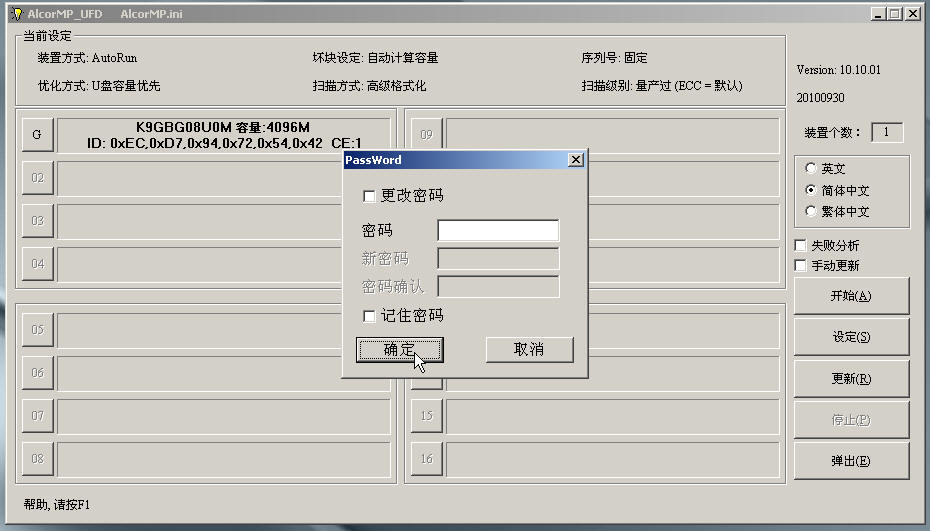 AlcorMP_UFD AlcorMP.ini
当前设定
装置方式: AutoRun 坏块设定: 自动计算容量 序列号: 固定
优化方式: U盘容量优先 扫描方式: 高级格式化 扫描级别: 量产过 (ECC = 默认)
Version: 10.10.01
20100930
装置个数： 1
G K9GBG08U0M 容量:4096M
ID: 0xEC,0xD7,0x94,0x72,0x54,0x42 CE:1
09
02
03
04
05
06
07
08
15
16
PassWord
更改密码
密码
新密码
密码确认
记住密码
确定 取消
英文
简体中文
繁体中文
失败分析
手动更新
开始(A)
设定(S)
更新(R)
停止(P)
弹出(E)
帮助, 请按F1